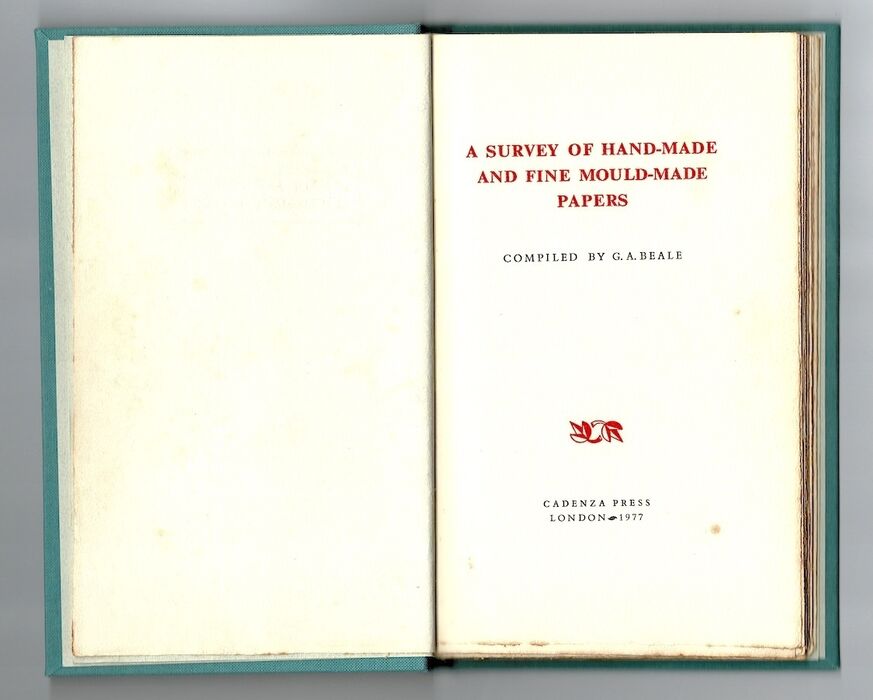 A SURVEY OF HAND-MADE
AND FINE MOULD-MADE
PAPERS
COMPILED BY G. A. BEALE
CADENZA PRESS
LONDON 1977